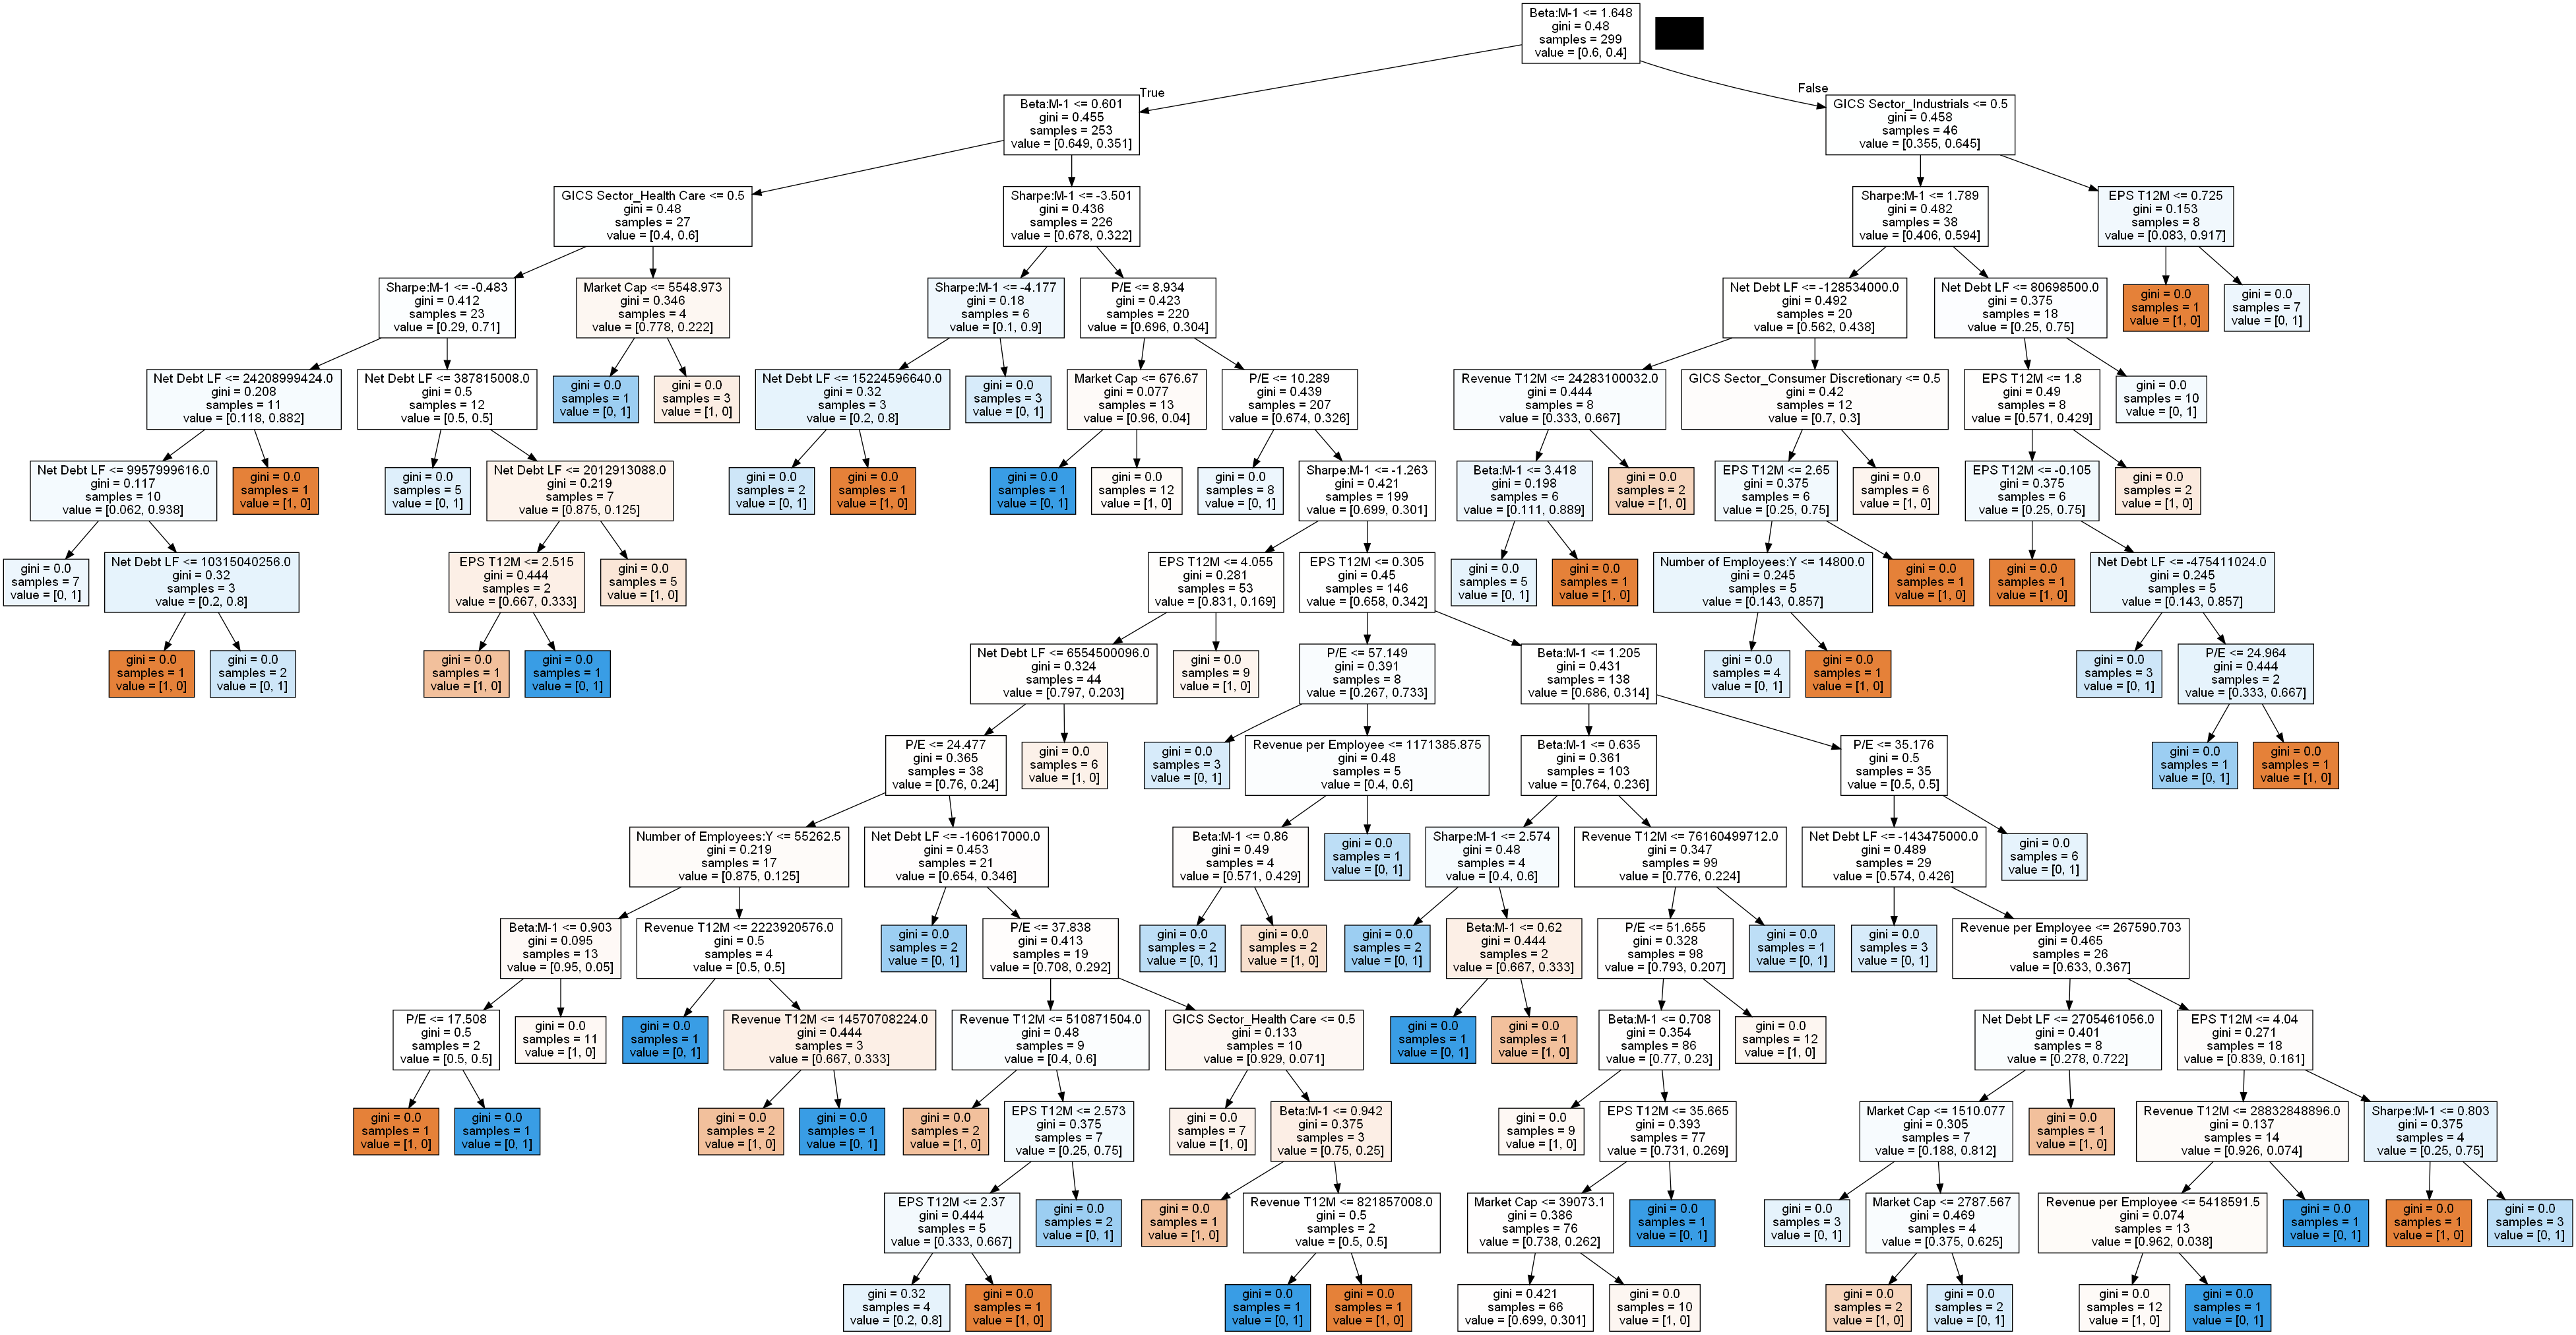 Beta:M-1 <= 1.648
gini = 0.48
samples = 299
value = [0.6, 0.4]
True
False
Beta:M-1 <= 0.601
gini = 0.455
samples = 253
value = [0.649, 0.351]
GICS Sector_Industrials <= 0.5
gini = 0.458
samples = 46
value = [0.355, 0.645]
GICS Sector_Health Care <= 0.5
gini = 0.48
samples = 27
value = [0.4, 0.6]
Sharpe:M-1 <= -3.501
gini = 0.436
samples = 226
value = [0.678, 0.322]
Sharpe:M-1 <= 1.789
gini = 0.482
samples = 38
value = [0.406, 0.594]
EPS T12M <= 0.725
gini = 0.153
samples = 8
value = [0.083, 0.917]
Sharpe:M-1 <= -0.483
gini = 0.412
samples = 23
value = [0.29, 0.71]
Market Cap <= 5548.973
gini = 0.346
samples = 4
value = [0.778, 0.222]
Sharpe:M-1 <= -4.177
gini = 0.18
samples = 6
value = [0.1, 0.9]
P/E <= 8.934
gini = 0.423
samples = 220
value = [0.696, 0.304]
Net Debt LF <= -128534000.0
gini = 0.492
samples = 20
value = [0.562, 0.438]
Net Debt LF <= 80698500.0
gini = 0.375
samples = 18
value = [0.25, 0.75]
gini = 0.0
samples = 1
value = [1, 0]
gini = 0.0
samples = 7
value = [0, 1]
Net Debt LF <= 24208999424.0
gini = 0.208
samples = 11
value = [0.118, 0.882]
Net Debt LF <= 387815008.0
gini = 0.5
samples = 12
value = [0.5, 0.5]
gini = 0.0
samples = 1
value = [0, 1]
gini = 0.0
samples = 3
value = [1, 0]
Net Debt LF <= 15224596640.0
gini = 0.32
samples = 3
value = [0.2, 0.8]
gini = 0.0
samples = 3
value = [0, 1]
Market Cap <= 676.67
gini = 0.077
samples = 13
value = [0.96, 0.04]
P/E <= 10.289
gini = 0.439
samples = 207
value = [0.674, 0.326]
Revenue T12M <= 24283100032.0
gini = 0.444
samples = 8
value = [0.333, 0.667]
GICS Sector_Consumer Discretionary <= 0.5
gini = 0.42
samples = 12
value = [0.7, 0.3]
EPS T12M <= 1.8
gini = 0.49
samples = 8
value = [0.571, 0.429]
gini = 0.0
samples = 10
value = [0, 1]
Net Debt LF <= 9957999616.0
gini = 0.117
samples = 10
value = [0.062, 0.938]
gini = 0.0
samples = 1
value = [1, 0]
gini = 0.0
samples = 5
value = [0, 1]
Net Debt LF <= 2012913088.0
gini = 0.219
samples = 7
value = [0.875, 0.125]
gini = 0.0
samples = 2
value = [0, 1]
gini = 0.0
samples = 1
value = [1, 0]
gini = 0.0
samples = 1
value = [0, 1]
gini = 0.0
samples = 12
value = [1, 0]
gini = 0.0
samples = 8
value = [0, 1]
Sharpe:M-1 <= -1.263
gini = 0.421
samples = 199
value = [0.699, 0.301]
Beta:M-1 <= 3.418
gini = 0.198
samples = 6
value = [0.111, 0.889]
gini = 0.0
samples = 2
value = [1, 0]
EPS T12M <= 2.65
gini = 0.375
samples = 6
value = [0.25, 0.75]
gini = 0.0
samples = 6
value = [1, 0]
EPS T12M <= -0.105
gini = 0.375
samples = 6
value = [0.25, 0.75]
gini = 0.0
samples = 2
value = [1, 0]
gini = 0.0
samples = 7
value = [0, 1]
Net Debt LF <= 10315040256.0
gini = 0.32
samples = 3
value = [0.2, 0.8]
EPS T12M <= 2.515
gini = 0.444
samples = 2
value = [0.667, 0.333]
gini = 0.0
samples = 5
value = [1, 0]
EPS T12M <= 4.055
gini = 0.281
samples = 53
value = [0.831, 0.169]
EPS T12M <= 0.305
gini = 0.45
samples = 146
value = [0.658, 0.342]
gini = 0.0
samples = 5
value = [0, 1]
gini = 0.0
samples = 1
value = [1, 0]
Number of Employees:Y <= 14800.0
gini = 0.245
samples = 5
value = [0.143, 0.857]
gini = 0.0
samples = 1
value = [1, 0]
gini = 0.0
samples = 1
value = [1, 0]
Net Debt LF <= -475411024.0
gini = 0.245
samples = 5
value = [0.143, 0.857]
gini = 0.0
samples = 1
value = [1, 0]
gini = 0.0
samples = 2
value = [0, 1]
gini = 0.0
samples = 1
value = [1, 0]
gini = 0.0
samples = 1
value = [0, 1]
Net Debt LF <= 6554500096.0
gini = 0.324
samples = 44
value = [0.797, 0.203]
gini = 0.0
samples = 9
value = [1, 0]
P/E <= 57.149
gini = 0.391
samples = 8
value = [0.267, 0.733]
Beta:M-1 <= 1.205
gini = 0.431
samples = 138
value = [0.686, 0.314]
gini = 0.0
samples = 4
value = [0, 1]
gini = 0.0
samples = 1
value = [1, 0]
gini = 0.0
samples = 3
value = [0, 1]
P/E <= 24.964
gini = 0.444
samples = 2
value = [0.333, 0.667]
P/E <= 24.477
gini = 0.365
samples = 38
value = [0.76, 0.24]
gini = 0.0
samples = 6
value = [1, 0]
gini = 0.0
samples = 3
value = [0, 1]
Revenue per Employee <= 1171385.875
gini = 0.48
samples = 5
value = [0.4, 0.6]
Beta:M-1 <= 0.635
gini = 0.361
samples = 103
value = [0.764, 0.236]
P/E <= 35.176
gini = 0.5
samples = 35
value = [0.5, 0.5]
gini = 0.0
samples = 1
value = [0, 1]
gini = 0.0
samples = 1
value = [1, 0]
Number of Employees:Y <= 55262.5
gini = 0.219
samples = 17
value = [0.875, 0.125]
Net Debt LF <= -160617000.0
gini = 0.453
samples = 21
value = [0.654, 0.346]
Beta:M-1 <= 0.86
gini = 0.49
samples = 4
value = [0.571, 0.429]
gini = 0.0
samples = 1
value = [0, 1]
Sharpe:M-1 <= 2.574
gini = 0.48
samples = 4
value = [0.4, 0.6]
Revenue T12M <= 76160499712.0
gini = 0.347
samples = 99
value = [0.776, 0.224]
Net Debt LF <= -143475000.0
gini = 0.489
samples = 29
value = [0.574, 0.426]
gini = 0.0
samples = 6
value = [0, 1]
Beta:M-1 <= 0.903
gini = 0.095
samples = 13
value = [0.95, 0.05]
Revenue T12M <= 2223920576.0
gini = 0.5
samples = 4
value = [0.5, 0.5]
gini = 0.0
samples = 2
value = [0, 1]
P/E <= 37.838
gini = 0.413
samples = 19
value = [0.708, 0.292]
gini = 0.0
samples = 2
value = [0, 1]
gini = 0.0
samples = 2
value = [1, 0]
gini = 0.0
samples = 2
value = [0, 1]
Beta:M-1 <= 0.62
gini = 0.444
samples = 2
value = [0.667, 0.333]
P/E <= 51.655
gini = 0.328
samples = 98
value = [0.793, 0.207]
gini = 0.0
samples = 1
value = [0, 1]
gini = 0.0
samples = 3
value = [0, 1]
Revenue per Employee <= 267590.703
gini = 0.465
samples = 26
value = [0.633, 0.367]
P/E <= 17.508
gini = 0.5
samples = 2
value = [0.5, 0.5]
gini = 0.0
samples = 11
value = [1, 0]
gini = 0.0
samples = 1
value = [0, 1]
Revenue T12M <= 14570708224.0
gini = 0.444
samples = 3
value = [0.667, 0.333]
Revenue T12M <= 510871504.0
gini = 0.48
samples = 9
value = [0.4, 0.6]
GICS Sector_Health Care <= 0.5
gini = 0.133
samples = 10
value = [0.929, 0.071]
gini = 0.0
samples = 1
value = [0, 1]
gini = 0.0
samples = 1
value = [1, 0]
Beta:M-1 <= 0.708
gini = 0.354
samples = 86
value = [0.77, 0.23]
gini = 0.0
samples = 12
value = [1, 0]
Net Debt LF <= 2705461056.0
gini = 0.401
samples = 8
value = [0.278, 0.722]
EPS T12M <= 4.04
gini = 0.271
samples = 18
value = [0.839, 0.161]
gini = 0.0
samples = 1
value = [1, 0]
gini = 0.0
samples = 1
value = [0, 1]
gini = 0.0
samples = 2
value = [1, 0]
gini = 0.0
samples = 1
value = [0, 1]
gini = 0.0
samples = 2
value = [1, 0]
EPS T12M <= 2.573
gini = 0.375
samples = 7
value = [0.25, 0.75]
gini = 0.0
samples = 7
value = [1, 0]
Beta:M-1 <= 0.942
gini = 0.375
samples = 3
value = [0.75, 0.25]
gini = 0.0
samples = 9
value = [1, 0]
EPS T12M <= 35.665
gini = 0.393
samples = 77
value = [0.731, 0.269]
Market Cap <= 1510.077
gini = 0.305
samples = 7
value = [0.188, 0.812]
gini = 0.0
samples = 1
value = [1, 0]
Revenue T12M <= 28832848896.0
gini = 0.137
samples = 14
value = [0.926, 0.074]
Sharpe:M-1 <= 0.803
gini = 0.375
samples = 4
value = [0.25, 0.75]
EPS T12M <= 2.37
gini = 0.444
samples = 5
value = [0.333, 0.667]
gini = 0.0
samples = 2
value = [0, 1]
gini = 0.0
samples = 1
value = [1, 0]
Revenue T12M <= 821857008.0
gini = 0.5
samples = 2
value = [0.5, 0.5]
Market Cap <= 39073.1
gini = 0.386
samples = 76
value = [0.738, 0.262]
gini = 0.0
samples = 1
value = [0, 1]
gini = 0.0
samples = 3
value = [0, 1]
Market Cap <= 2787.567
gini = 0.469
samples = 4
value = [0.375, 0.625]
Revenue per Employee <= 5418591.5
gini = 0.074
samples = 13
value = [0.962, 0.038]
gini = 0.0
samples = 1
value = [0, 1]
gini = 0.0
samples = 1
value = [1, 0]
gini = 0.0
samples = 3
value = [0, 1]
gini = 0.32
samples = 4
value = [0.2, 0.8]
gini = 0.0
samples = 1
value = [1, 0]
gini = 0.0
samples = 1
value = [0, 1]
gini = 0.0
samples = 1
value = [1, 0]
gini = 0.421
samples = 66
value = [0.699, 0.301]
gini = 0.0
samples = 10
value = [1, 0]
gini = 0.0
samples = 2
value = [1, 0]
gini = 0.0
samples = 2
value = [0, 1]
gini = 0.0
samples = 12
value = [1, 0]
gini = 0.0
samples = 1
value = [0, 1]